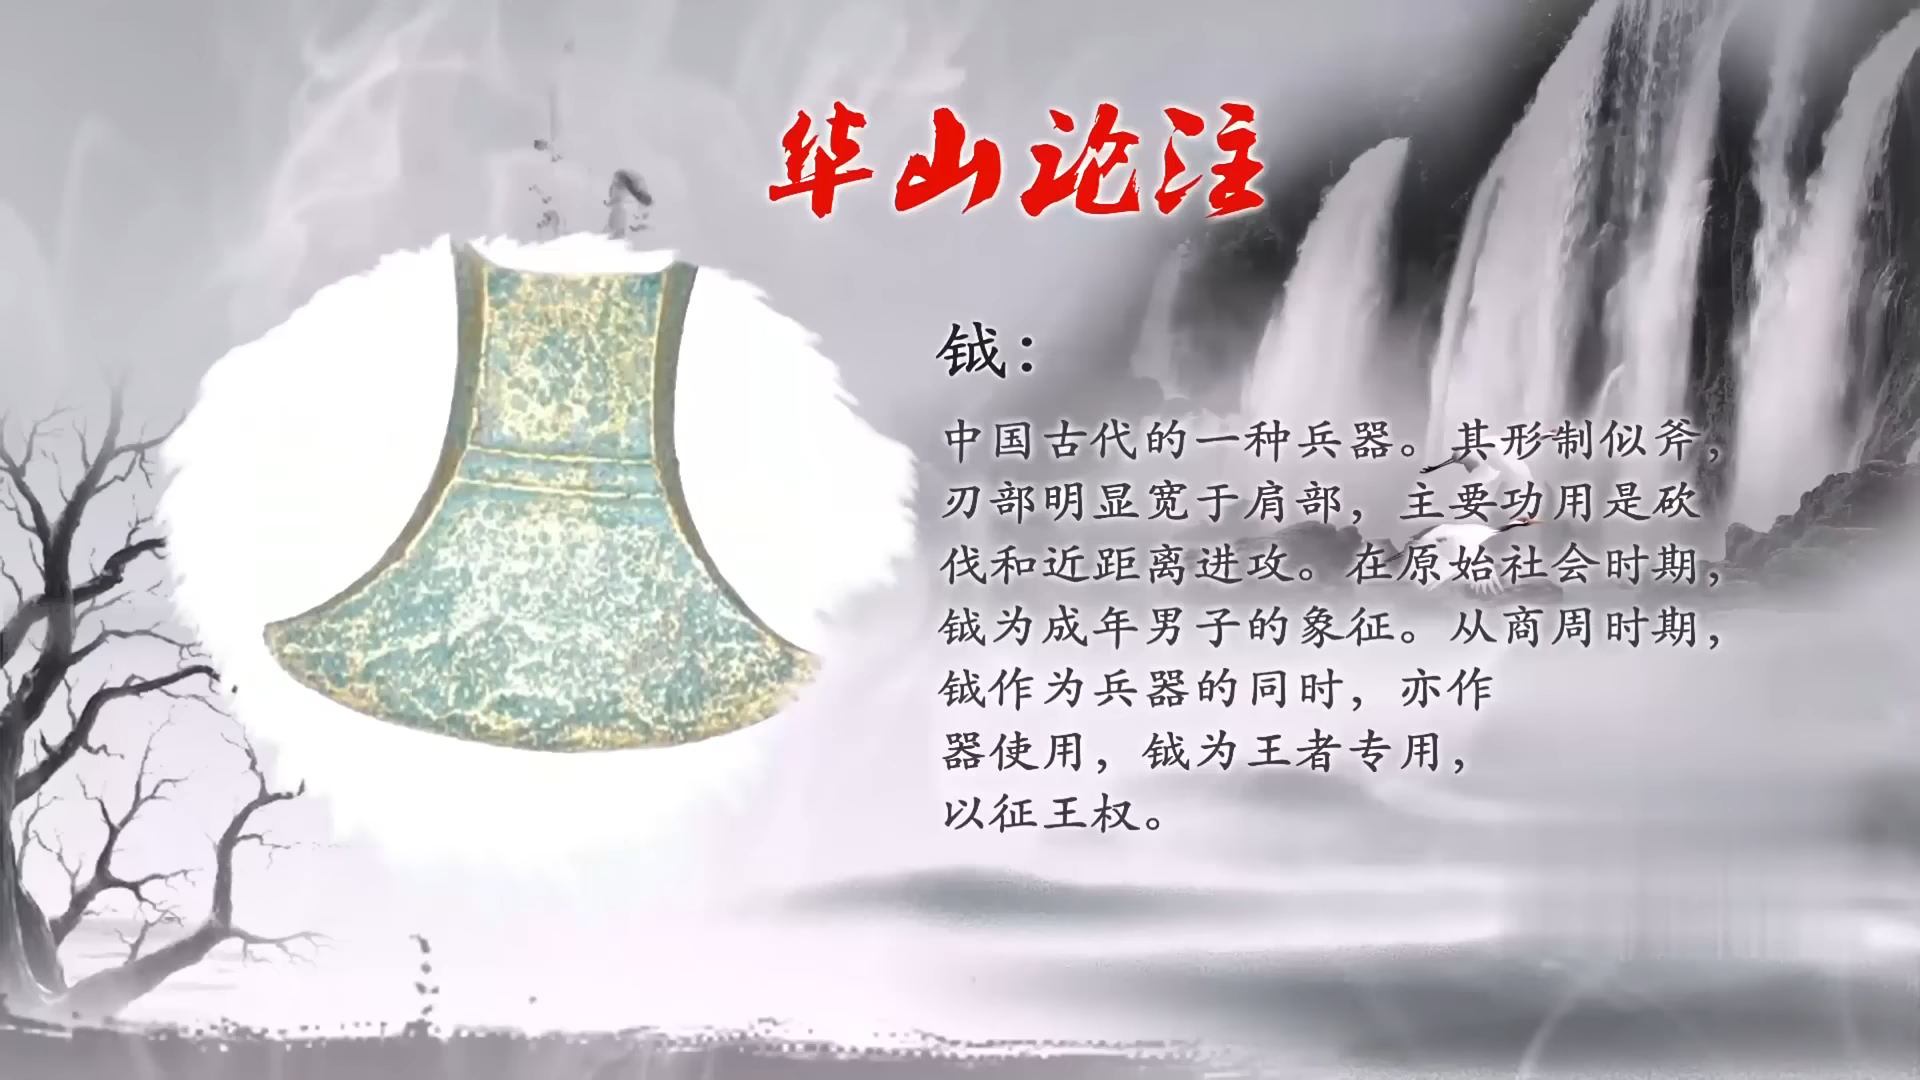 华山论注
钺：
中国古代的一种兵器。其形制似斧，
刃部明显宽于肩部，主要功用是砍
伐和近距离进攻。在原始社会时期，
钺为成年男子的象征。从商周时期，
钺作为兵器的同时，亦作
器使用，钺为王者专用，
以征王权。